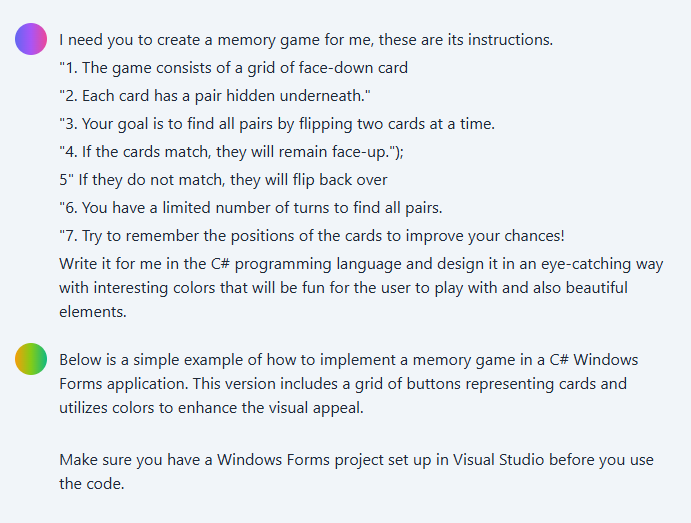 I need you to create a memory game for me, these are its instructions.
"1. The game consists of a grid of face-down card
"2. Each card has a pair hidden underneath."
"3. Your goal is to find all pairs by flipping two cards at a time.
"4. If the cards match, they will remain face-up.");
5" If they do not match, they will flip back over
"6. You have a limited number of turns to find all pairs.
"7. Try to remember the positions of the cards to improve your chances!
Write it for me in the C# programming language and design it in an eye-catching way
with interesting colors that will be fun for the user to play with and also beautiful
elements.
Below is a simple example of how to implement a memory game in a C# Windows
Forms application. This version includes a grid of buttons representing cards and
utilizes colors to enhance the visual appeal.
Make sure you have a Windows Forms project set up in Visual Studio before you use
the code.